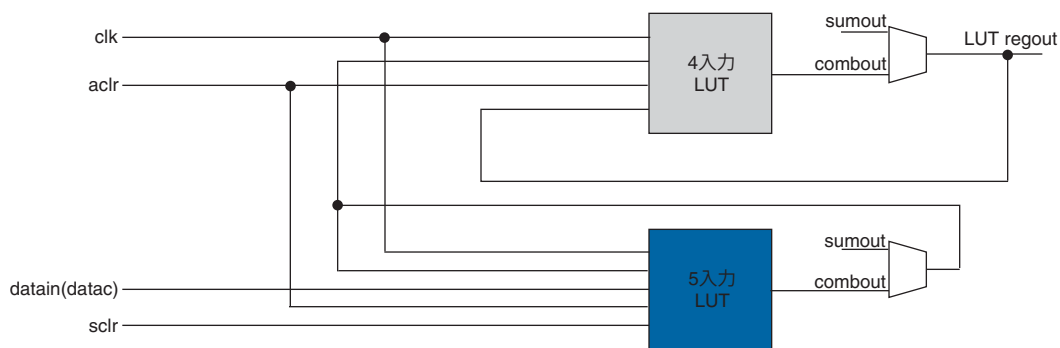 clk
aclr
4入力
LUT
sumout
combout
LUT regout
datain(datac)
sclr
5入力
LUT
sumout
combout